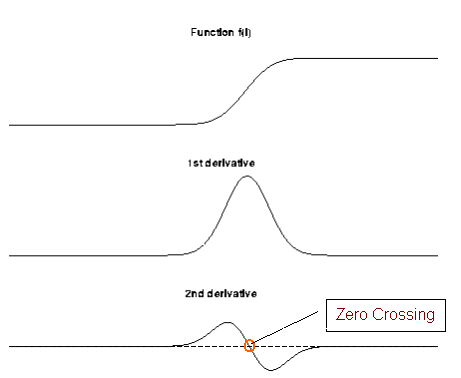 Function f(I)
1st derivative
2nd derivative
Zero Crossing